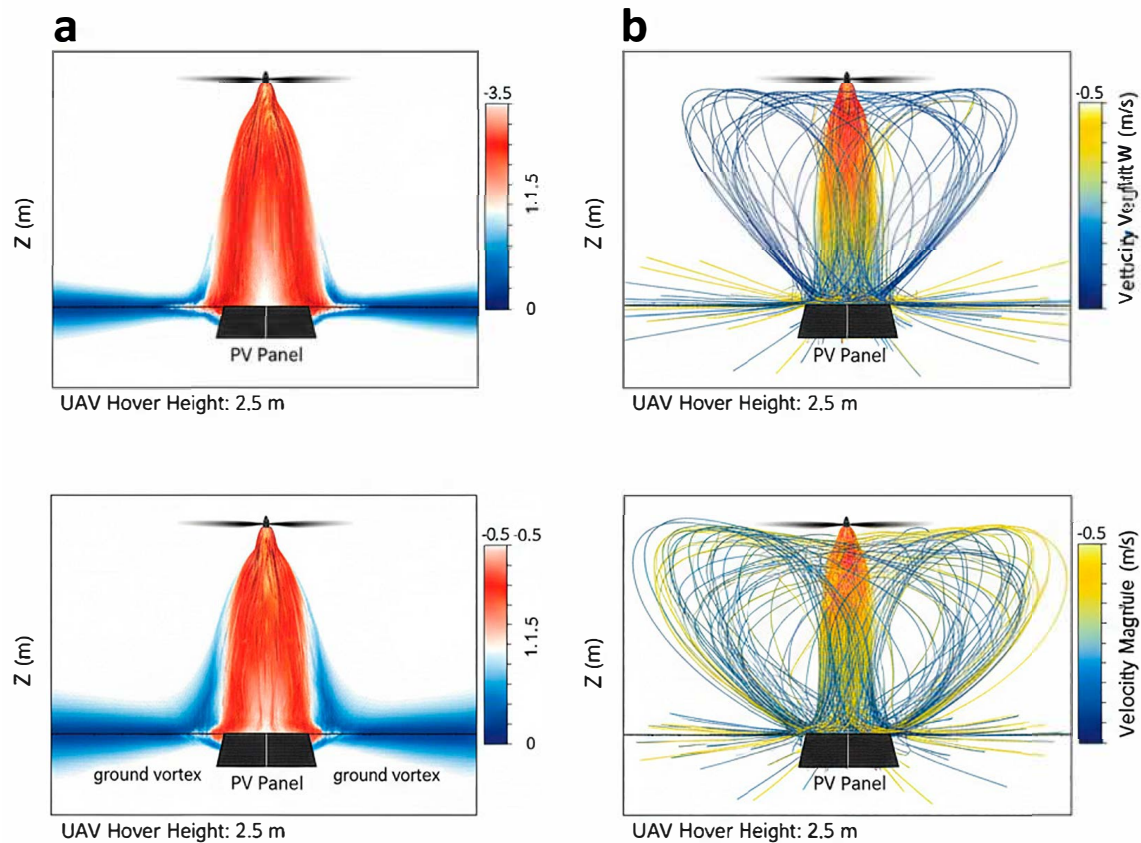 a
b
-3.5
1.1.5
0
Z (m)
PV Panel
UAV Hover Height: 2.5 m
-0.5
Z (m)
PV Panel
UAV Hover Height: 2.5 m
W (m/s)
-0.5 -0.5
1.1.5
0
Z (m)
ground vortex
PV Panel
ground vortex
UAV Hover Height: 2.5 m
-0.5
Z (m)
PV Panel
UAV Hover Height: 2.5 m
Velocity Magnitule (m/s)